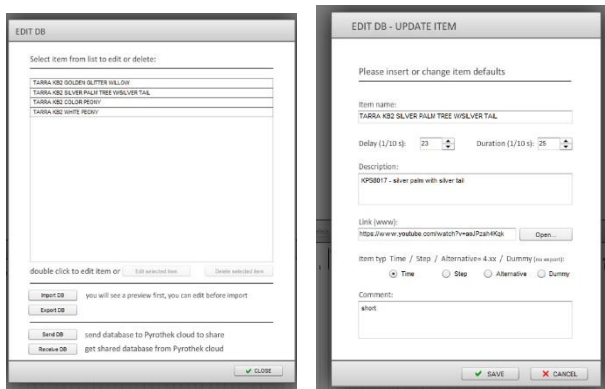 EDIT DB
Select item from list to edit or delete:
TARRA KB2 GOLDEN GLITTER WILLOW
TARRA KB2 SILVER PALM TREE W/SILVER TAIL
TARRA KB2 COLOR PEONY
TARRA KB2 WHITE PEONY
double click to edit item or Edit selected item Delete selected item
Import DB you will see a preview first, you can edit before import
Export DB
Send DB send database to Pyrothek cloud to share
Receive DB get shared database from Pyrothek cloud
CLOSE
EDIT DB - UPDATE ITEM
Please insert or change item defaults
Item name:
TARRA KB2 SILVER PALM TREE W/SILVER TAIL
Delay (1/10 s): 23 Duration (1/10 s): 25
Description:
KPS8017 - silver palm with silver tail
Link (www):
Open...
Item typ Time / Step / Alternative= 4.xx / Dummy (no export):
Time Step Alternative Dummy
Comment:
short
SAVE CANCEL